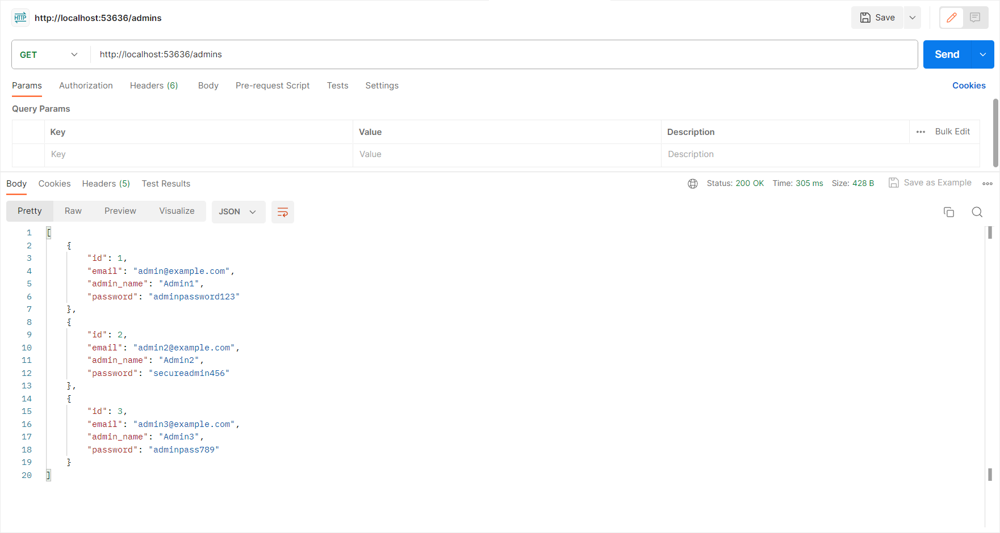 HTTP http://localhost:53636/admins Save
GET http://localhost:53636/admins Send
Params Authorization Headers (6) Body Pre-request Script Tests Settings Cookies
Query Params
Key Value Description Bulk Edit
Key Value Description
Body Cookies Headers (5) Test Results Status: 200 OK Time: 305 ms Size: 428 B Save as Example
Pretty Raw Preview Visualize JSON
1 [
2 {
3 "id": 1,
4 "email": "admin@example.com",
5 "admin_name": "Admin1",
6 "password": "adminpassword123"
7 },
8 {
9 "id": 2,
10 "email": "admin2@example.com",
11 "admin_name": "Admin2",
12 "password": "secureadmin456"
13 },
14 {
15 "id": 3,
16 "email": "admin3@example.com",
17 "admin_name": "Admin3",
18 "password": "adminpass789"
19 }
20 ]